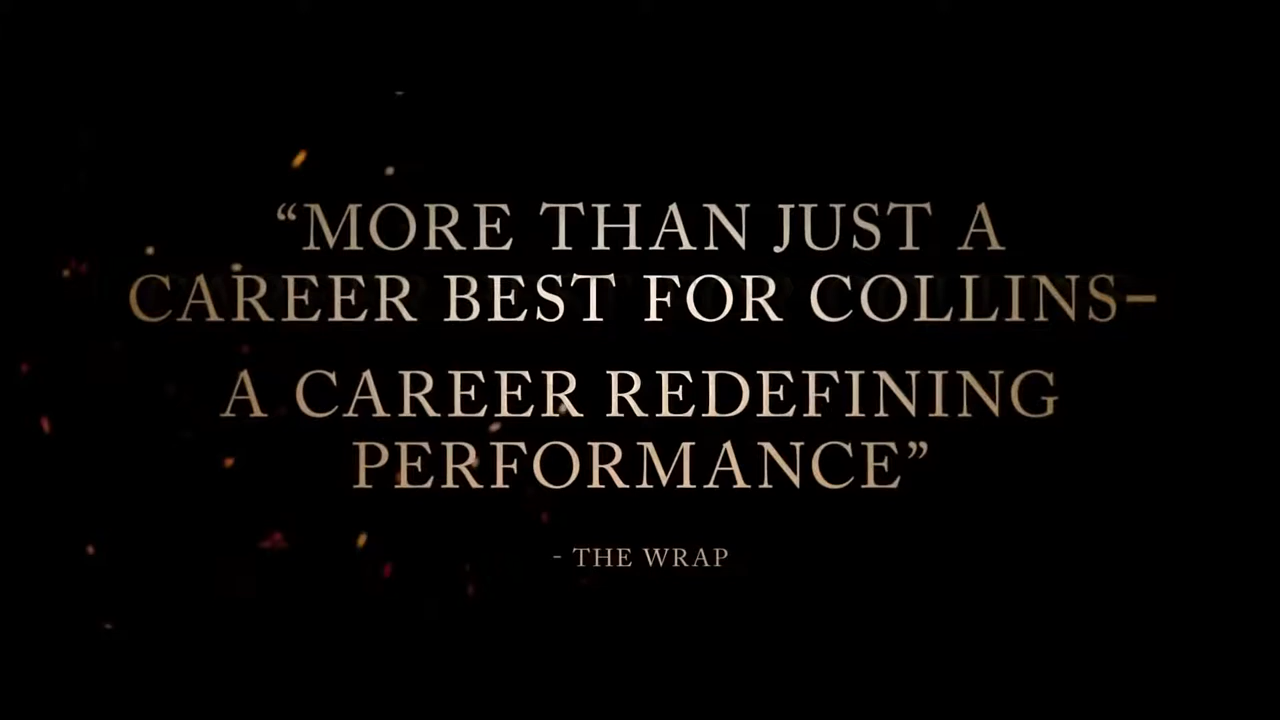 “MORE THAN JUST A
CAREER BEST FOR COLLINS–
A CAREER REDEFINING
PERFORMANCE”
- THE WRAP